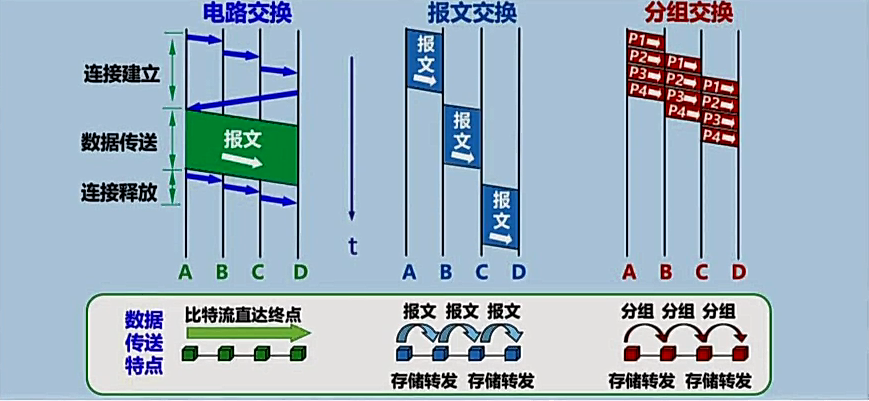 电路交换
报文交换
分组交换
连接建立
数据传送
连接释放
报文
t
A B C D
报文
报文
报文
A B C D
P1
P2 P1
P3 P2 P1
P4 P3 P2
P4 P3
P4
A B C D
数据
传送
特点
比特流直达终点
报文 报文 报文
存储转发 存储转发
分组 分组 分组
存储转发 存储转发